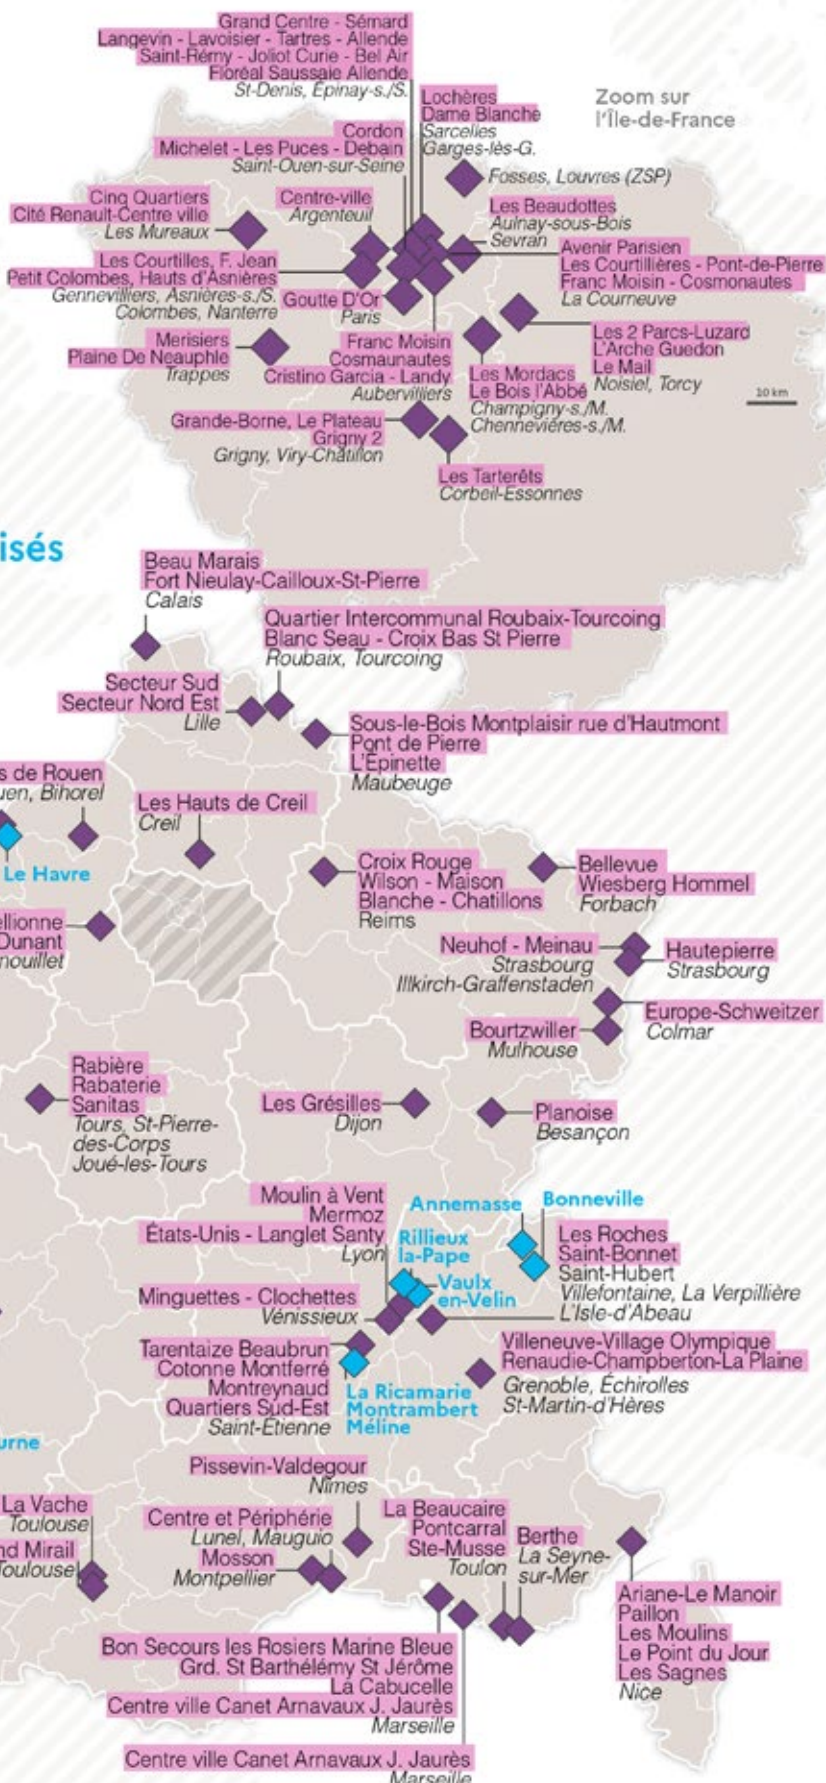 Grand Centre - Sémard
Langevin - Lavoisier - Tartres - Allende
Saint-Rémy - Joliot Curie - Bel Air
Floréal Saussaie Allende
St-Denis, Épinay-s./S.
Lochères
Dame Blanche
Sarcelles
Garges-lès-G.
Zoom sur
l'Île-de-France
Cordon
Michelet - Les Puces - Debain
Saint-Ouen-sur-Seine
Fosses, Louvres (ZSP)
Cinq Quartiers
Cité Renault-Centre ville
Les Mureaux
Centre-ville
Argenteuil
Les Beaudottes
Aulnay-sous-Bois
Sevran
Avenir Parisien
Les Courtillières - Pont-de-Pierre
Franc Moisin - Cosmonautes
La Courneuve
Les Courtilles, F. Jean
Petit Colombes, Hauts d'Asnières
Gennevilliers, Asnières-s./S.
Colombes, Nanterre
Goutte D'Or
Paris
Merisiers
Plaine De Neauphle
Trappes
Franc Moisin
Cosmaunautes
Cristino Garcia - Landy
Aubervilliers
Les Mordacs
Le Bois l'Abbé
Champigny-s./M.
Chennevières-s./M.
Les 2 Parcs-Luzard
L'Arche Guedon
Le Mail
Noisiel, Torcy
10 km
Grande-Borne, Le Plateau
Grigny 2
Grigny, Viry-Châtillon
Les Tarterêts
Corbeil-Essonnes
isés
Beau Marais
Fort Nieulay-Cailloux-St-Pierre
Calais
Quartier Intercommunal Roubaix-Tourcoing
Blanc Seau - Croix Bas St Pierre
Roubaix, Tourcoing
Secteur Sud
Secteur Nord Est
Lille
Sous-le-Bois Montplaisir rue d'Hautmont
Pont de Pierre
L'Épinette
Maubeuge
s de Rouen
uen, Bihorel
Le Havre
Les Hauts de Creil
Creil
Croix Rouge
Wilson - Maison
Blanche - Chatillons
Reims
Bellevue
Wiesberg Hommel
Forbach
ellionne
Dunant
nouillet
Neuhof - Meinau
Strasbourg
Illkirch-Graffenstaden
Hautepierre
Strasbourg
Europe-Schweitzer
Colmar
Bourtzwiller
Mulhouse
Rabière
Rabaterie
Sanitas
Tours, St-Pierre-
des-Corps
Joué-les-Tours
Les Grésilles
Dijon
Planoise
Besançon
Moulin à Vent
Mermoz
États-Unis - Langlet Santy
Lyon
Annemasse
Bonneville
Rillieux
la-Pape
Vaulx
en-Velin
Les Roches
Saint-Bonnet
Saint-Hubert
Villefontaine, La Verpillière
L'Isle-d'Abeau
Minguettes - Clochettes
Vénissieux
Tarentaize Beaubrun
Cotonne Montferré
Montreynaud
Quartiers Sud-Est
Saint-Étienne
La Ricamarie
Montrambert
Méline
Villeneuve-Village Olympique
Renaudie-Champberton-La Plaine
Grenoble, Échirolles
St-Martin-d'Hères
urne
Pissevin-Valdegour
Nîmes
La Vache
Toulouse
nd Mirail
Toulouse
Centre et Périphérie
Lunel, Mauguio
Mosson
Montpellier
La Beaucaire
Pontcarral
Ste-Musse
Toulon
Berthe
La Seyne-
sur-Mer
Ariane-Le Manoir
Paillon
Les Moulins
Le Point du Jour
Les Sagnes
Nice
Bon Secours les Rosiers Marine Bleue
Grd. St Barthélémy St Jérôme
La Cabucelle
Centre ville Canet Arnavaux J. Jaurès
Marseille
Centre ville Canet Arnavaux J. Jaurès
Marseille